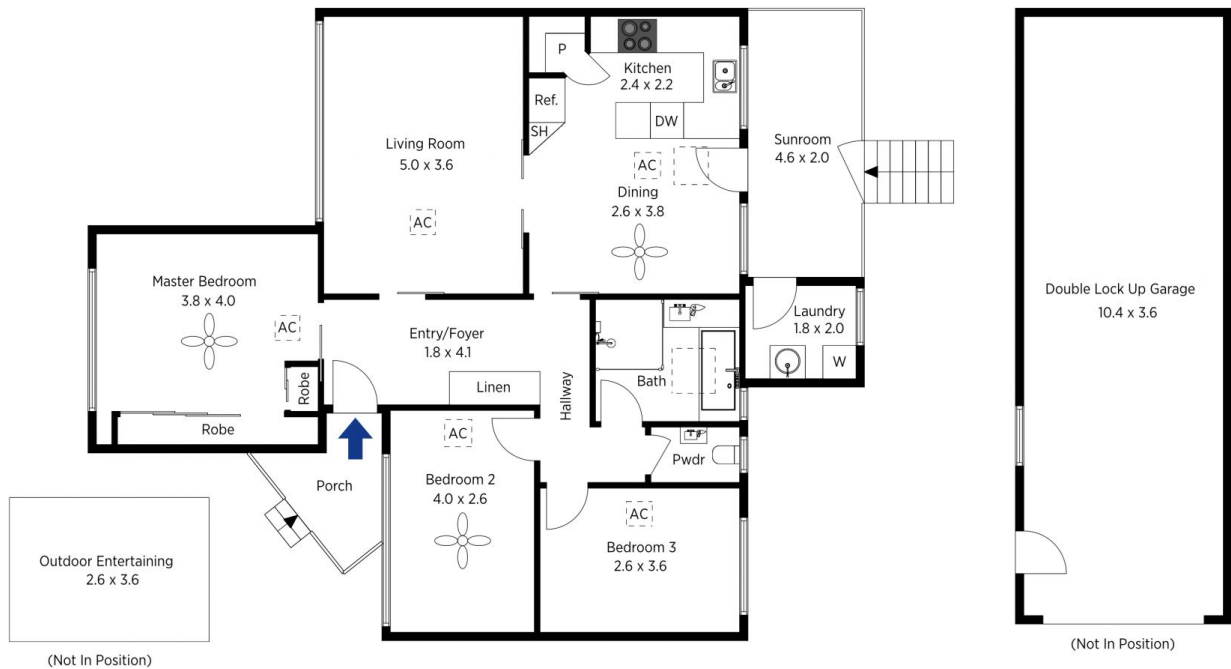 P
Kitchen
2.4 x 2.2
Ref.
SH
DW
Living Room
5.0 x 3.6
AC
AC
Dining
2.6 x 3.8
Sunroom
4.6 x 2.0
Master Bedroom
3.8 x 4.0
AC
Robe
Robe
Entry/Foyer
1.8 x 4.1
Linen
Hallway
Bath
Laundry
1.8 x 2.0
W
Pwdr
Porch
AC
Bedroom 2
4.0 x 2.6
AC
Bedroom 3
2.6 x 3.6
Outdoor Entertaining
2.6 x 3.6
(Not In Position)
Double Lock Up Garage
10.4 x 3.6
(Not In Position)